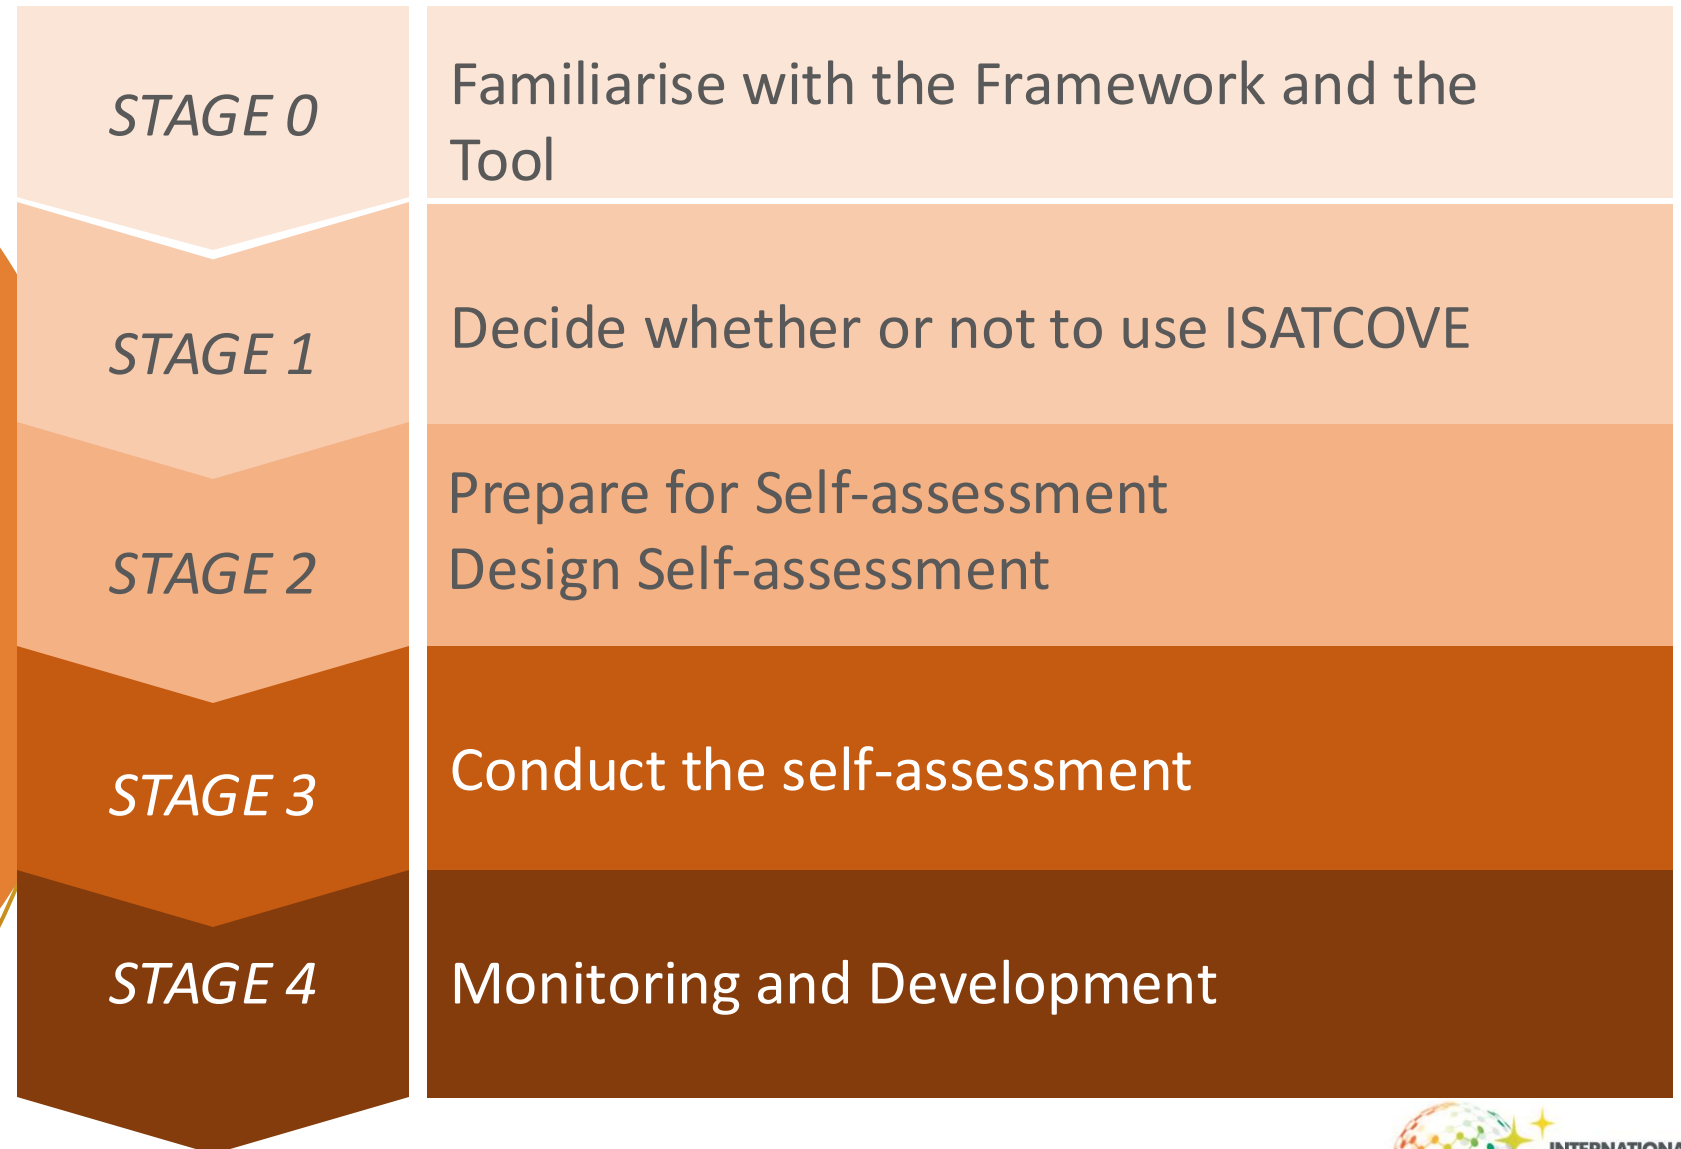 STAGE 0
Familiarise with the Framework and the
Tool
STAGE 1
Decide whether or not to use ISATCOVE
STAGE 2
Prepare for Self-assessment
Design Self-assessment
STAGE 3
Conduct the self-assessment
STAGE 4
Monitoring and Development